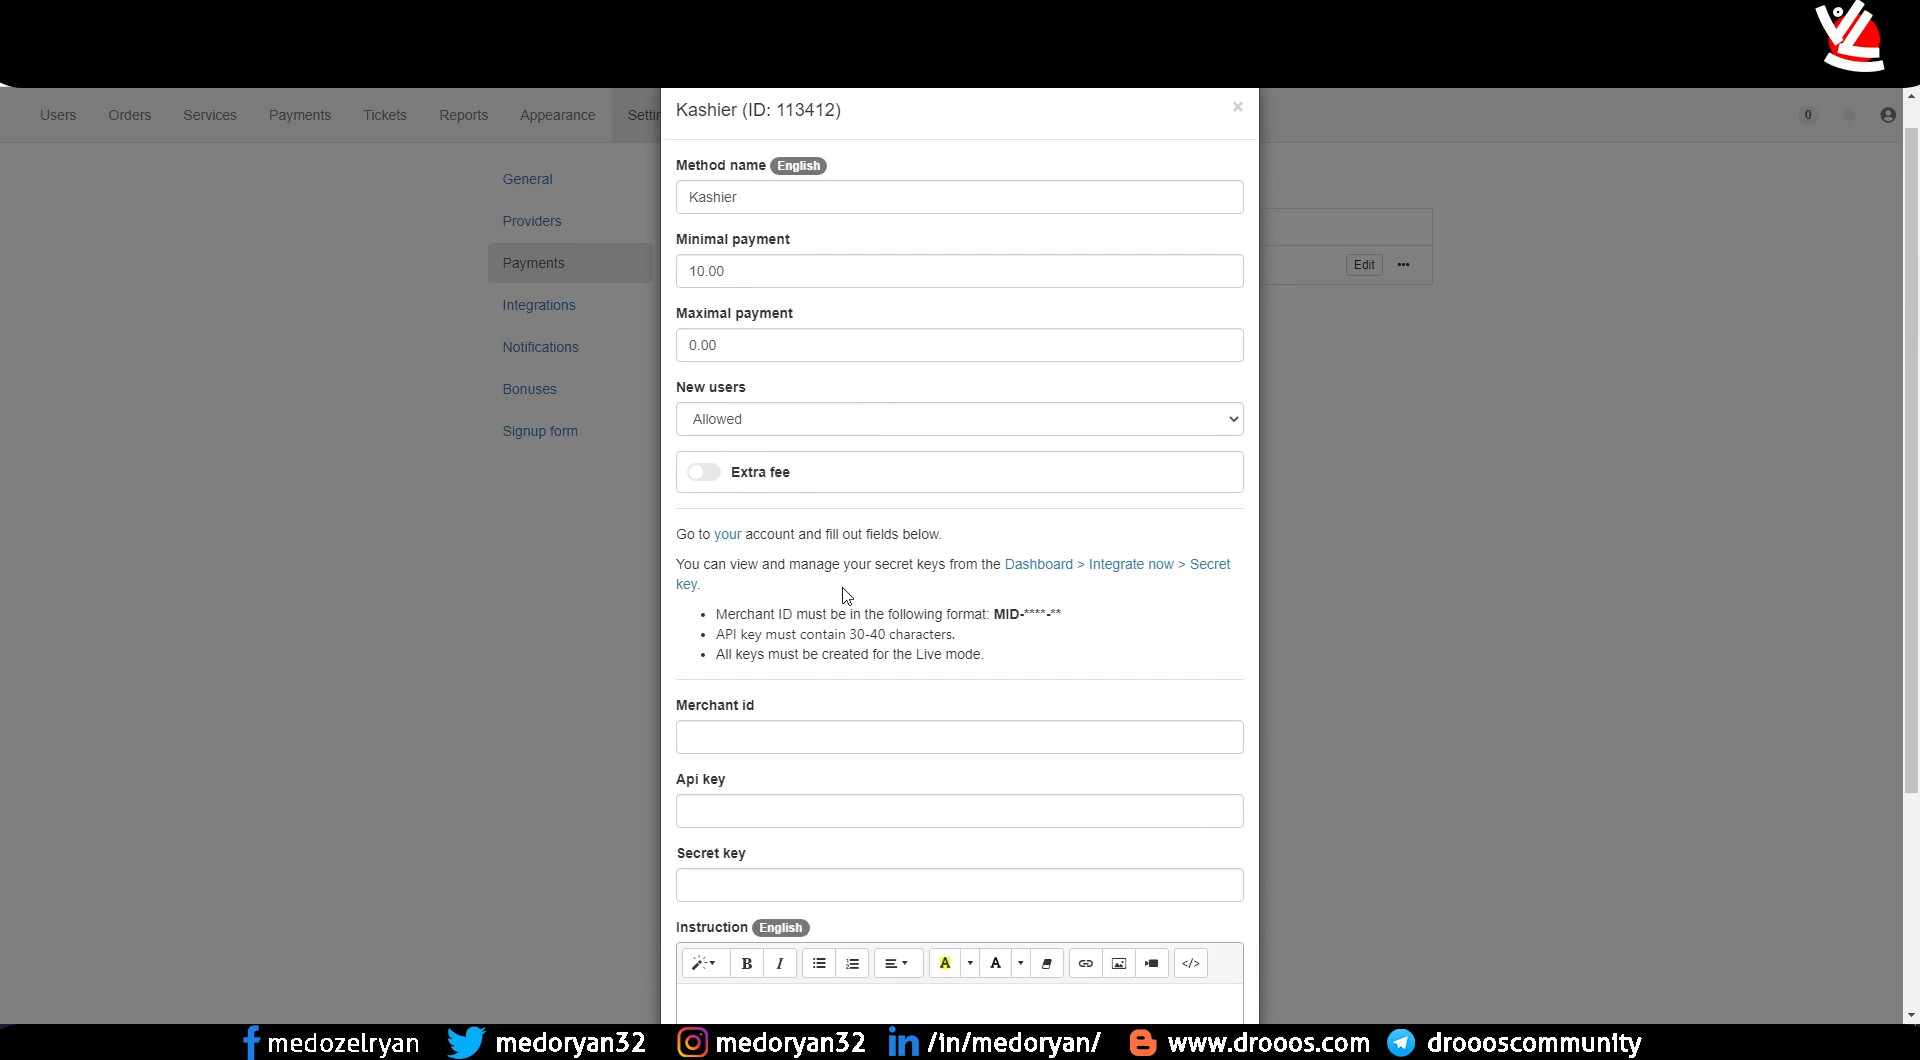 Users Orders Services Payments Tickets Reports Appearance Settin 0
Kashier (ID: 113412) ×
General
Providers
Payments
Integrations
Notifications
Bonuses
Signup form
Edit
Method name English
Kashier
Minimal payment
10.00
Maximal payment
0.00
New users
Allowed
Extra fee
Go to your account and fill out fields below.
You can view and manage your secret keys from the Dashboard > Integrate now > Secret
key.
• Merchant ID must be in the following format: MID-****-**
• API key must contain 30-40 characters.
• All keys must be created for the Live mode.
Merchant id
Api key
Secret key
Instruction English
B I A A </>
medozelryan medoryan32 medoryan32 /in/medoryan/ www.drooos.com droooscommunity